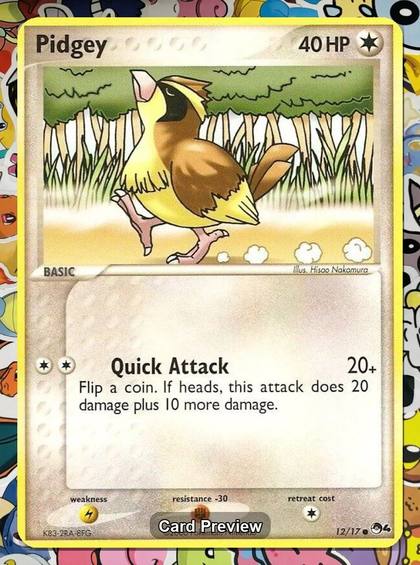 Pidgey 40 HP
BASIC
Illus. Hisao Nakamura
Quick Attack 20+
Flip a coin. If heads, this attack does 20
damage plus 10 more damage.
weakness resistance -30 retreat cost
K83-2RA-8FG
Card Preview
12/17